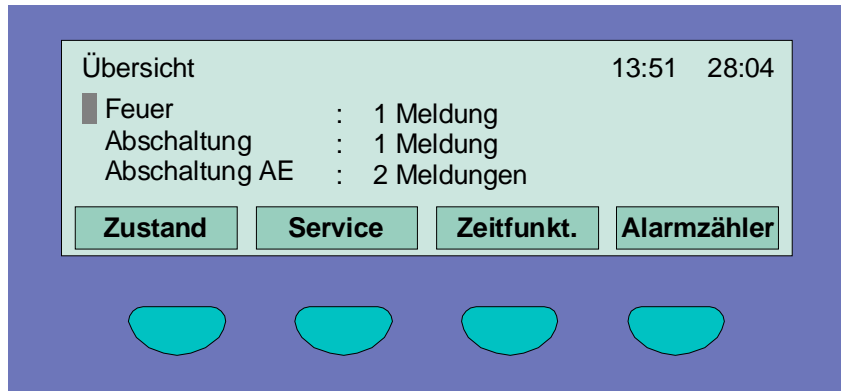 Übersicht 13:51 28:04
Feuer : 1 Meldung
Abschaltung : 1 Meldung
Abschaltung AE : 2 Meldungen
Zustand Service Zeitfunkt. Alarmzähler